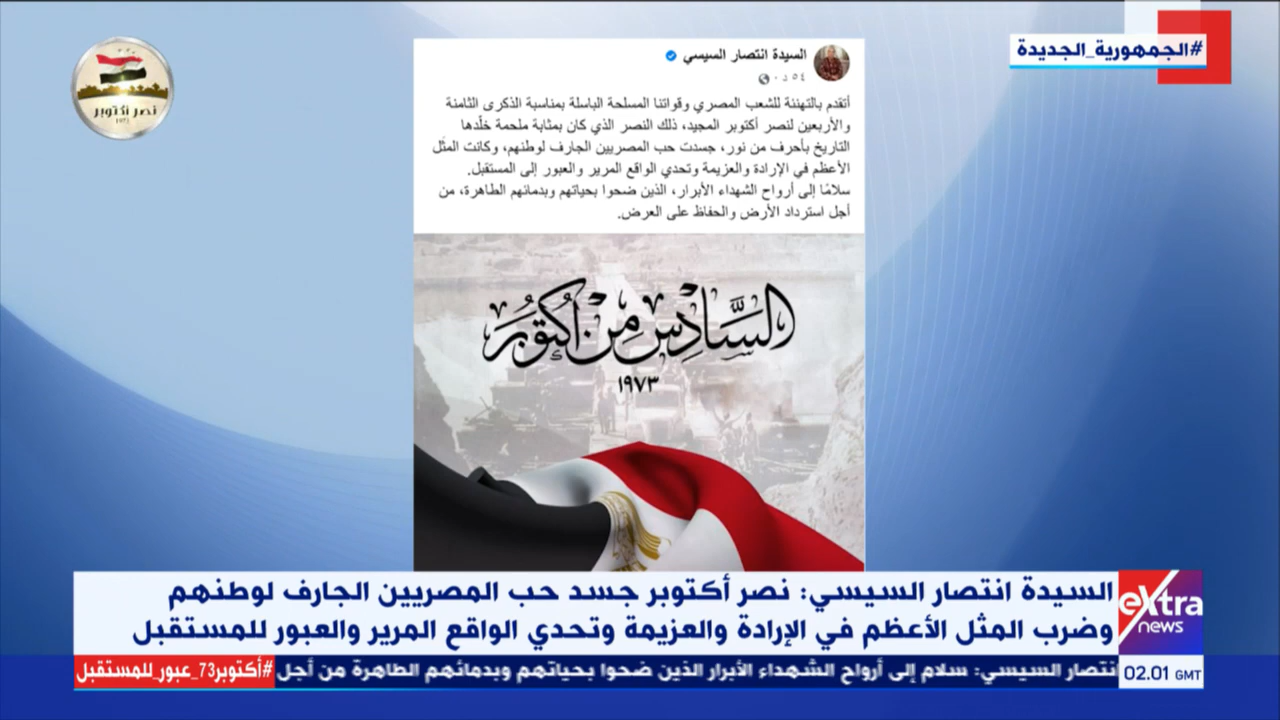 #الجمهورية_الجديدة
نصر أكتوبر
السيدة انتصار السيسي
٥٤ د ·
أتقدم بالتهنئة للشعب المصري وقواتنا المسلحة الباسلة بمناسبة الذكرى الثامنة
والأربعين لنصر أكتوبر المجيد، ذلك النصر الذي كان بمثابة ملحمة خلّدها
التاريخ بأحرف من نور، جسدت حب المصريين الجارف لوطنهم، وكانت المثل
الأعظم في الإرادة والعزيمة وتحدي الواقع المرير والعبور إلى المستقبل.
سلامًا إلى أرواح الشهداء الأبرار، الذين ضحوا بحياتهم وبدمائهم الطاهرة، من
أجل استرداد الأرض والحفاظ على العرض.
السَّادِسِ مِنْ أُكْتُوبَرَ
١٩٧٣
السيدة انتصار السيسي: نصر أكتوبر جسد حب المصريين الجارف لوطنهم
وضرب المثل الأعظم في الإرادة والعزيمة وتحدي الواقع المرير والعبور للمستقبل
eXtra
news
انتصار السيسي: سلام إلى أرواح الشهداء الأبرار الذين ضحوا بحياتهم وبدمائهم الطاهرة من أجل
#أكتوبر73_عبور_للمستقبل
02.01 GMT